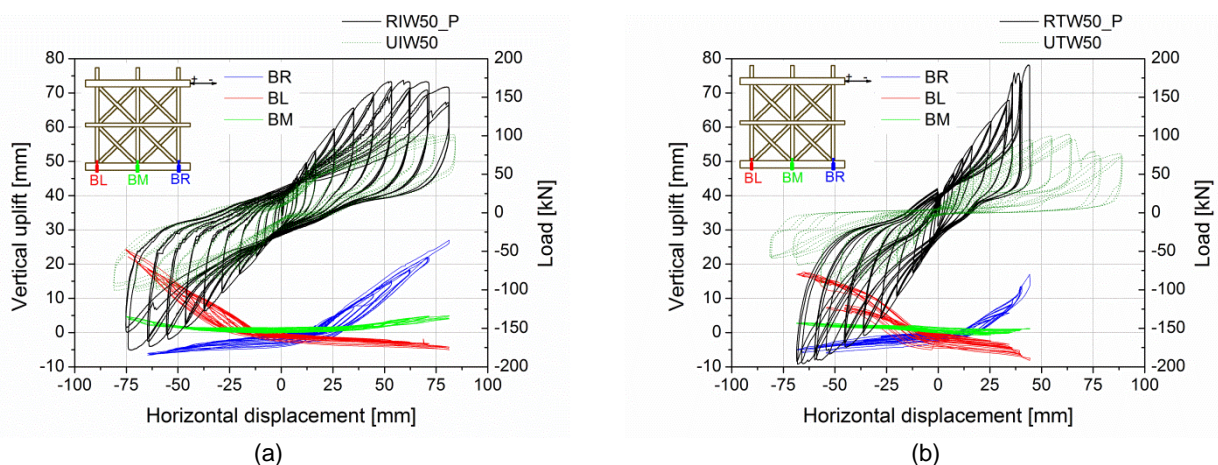 RIW50_P
UIW50
BR
BL
BM
+ -
BL BM BR
80
70
60
50
40
30
20
10
0
-10
Vertical uplift [mm]
200
150
100
50
0
-50
-100
-150
-200
Load [kN]
-100 -75 -50 -25 0 25 50 75 100
Horizontal displacement [mm]
(a)
RTW50_P
UTW50
BR
BL
BM
+ -
BL BM BR
80
70
60
50
40
30
20
10
0
-10
Vertical uplift [mm]
200
150
100
50
0
-50
-100
-150
-200
Load [kN]
-100 -75 -50 -25 0 25 50 75 100
Horizontal displacement [mm]
(b)